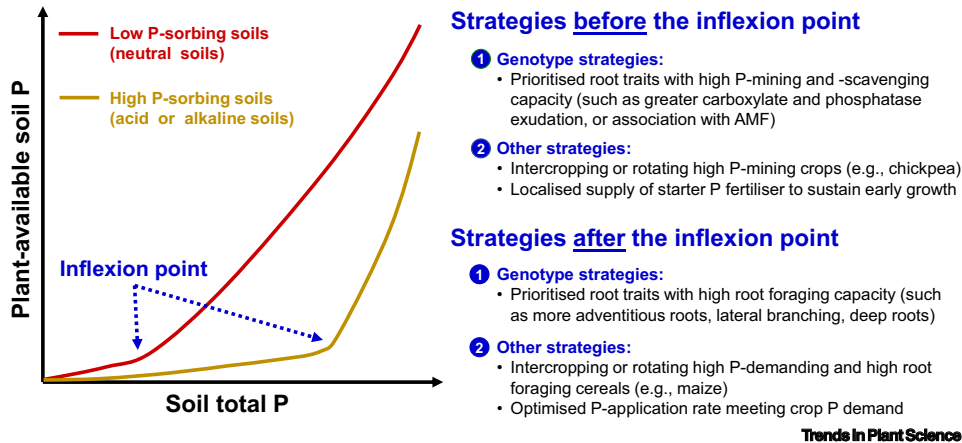 Low P-sorbing soils
(neutral soils)
High P-sorbing soils
(acid or alkaline soils)
Inflexion point
Plant-available soil P
Soil total P
Strategies before the inflexion point
1 Genotype strategies:
• Prioritised root traits with high P-mining and -scavenging
capacity (such as greater carboxylate and phosphatase
exudation, or association with AMF)
2 Other strategies:
• Intercropping or rotating high P-mining crops (e.g., chickpea)
• Localised supply of starter P fertiliser to sustain early growth
Strategies after the inflexion point
1 Genotype strategies:
• Prioritised root traits with high root foraging capacity (such
as more adventitious roots, lateral branching, deep roots)
2 Other strategies:
• Intercropping or rotating high P-demanding and high root
foraging cereals (e.g., maize)
• Optimised P-application rate meeting crop P demand
Trends in Plant Science